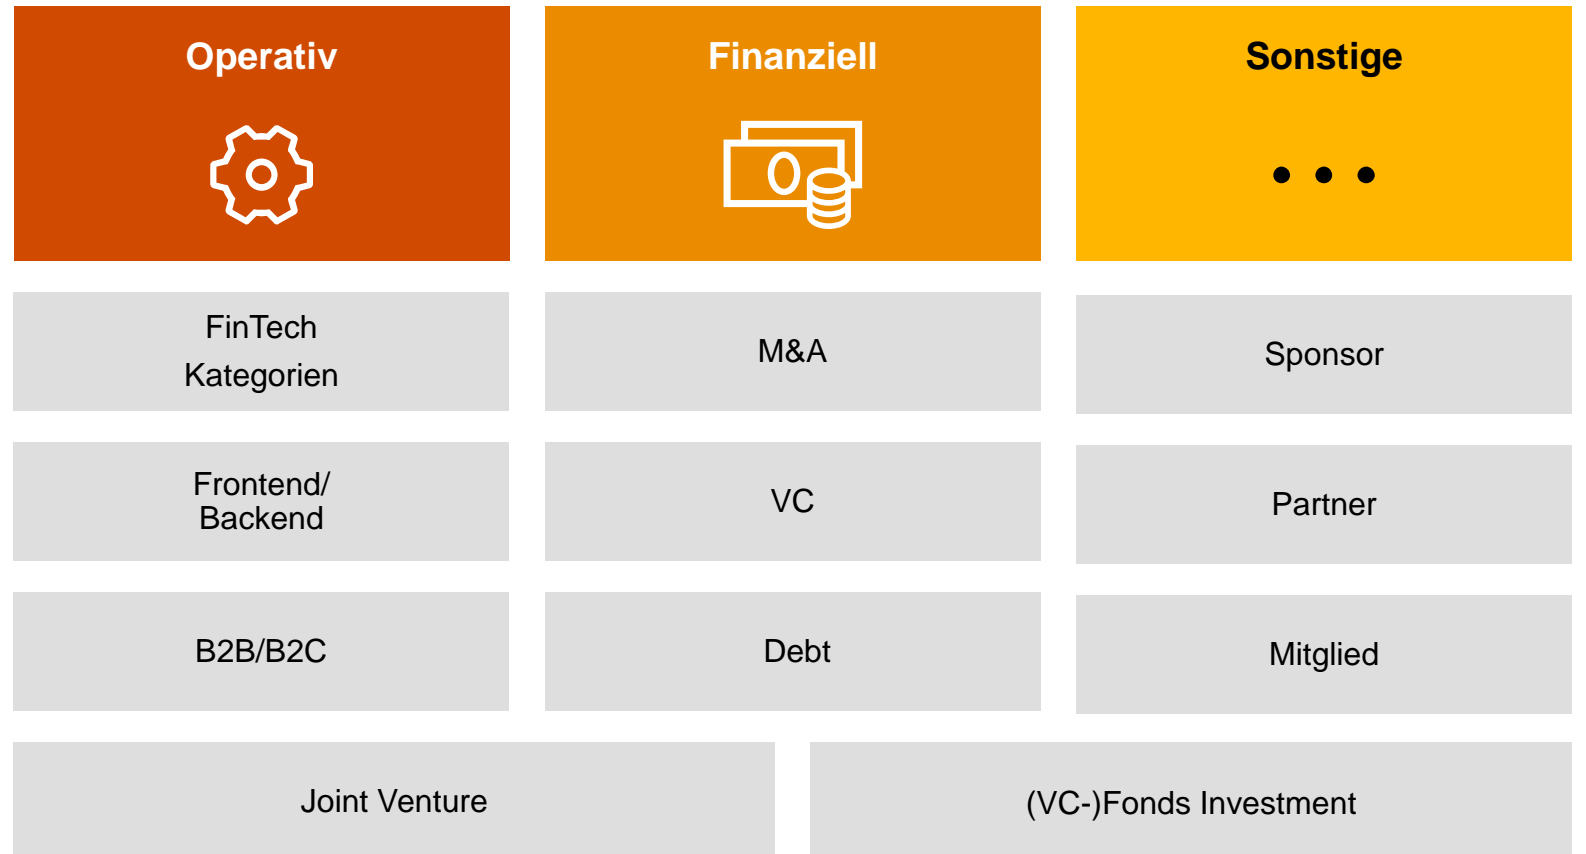 Operativ
Finanziell
Sonstige
FinTech
Kategorien
M&A
Sponsor
Frontend/
Backend
VC
Partner
B2B/B2C
Debt
Mitglied
Joint Venture
(VC-)Fonds Investment